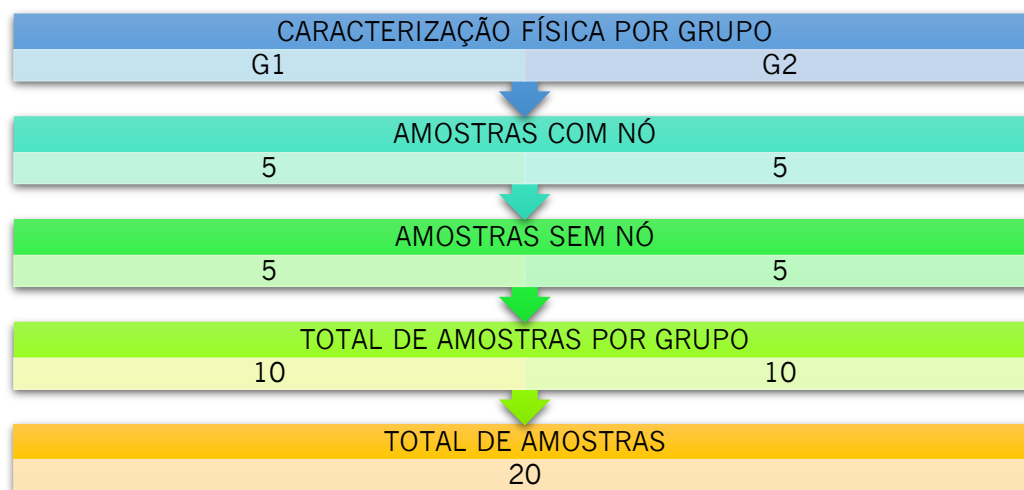 CARACTERIZAÇÃO FÍSICA POR GRUPO
G1 G2
AMOSTRAS COM NÓ
5 5
AMOSTRAS SEM NÓ
5 5
TOTAL DE AMOSTRAS POR GRUPO
10 10
TOTAL DE AMOSTRAS
20